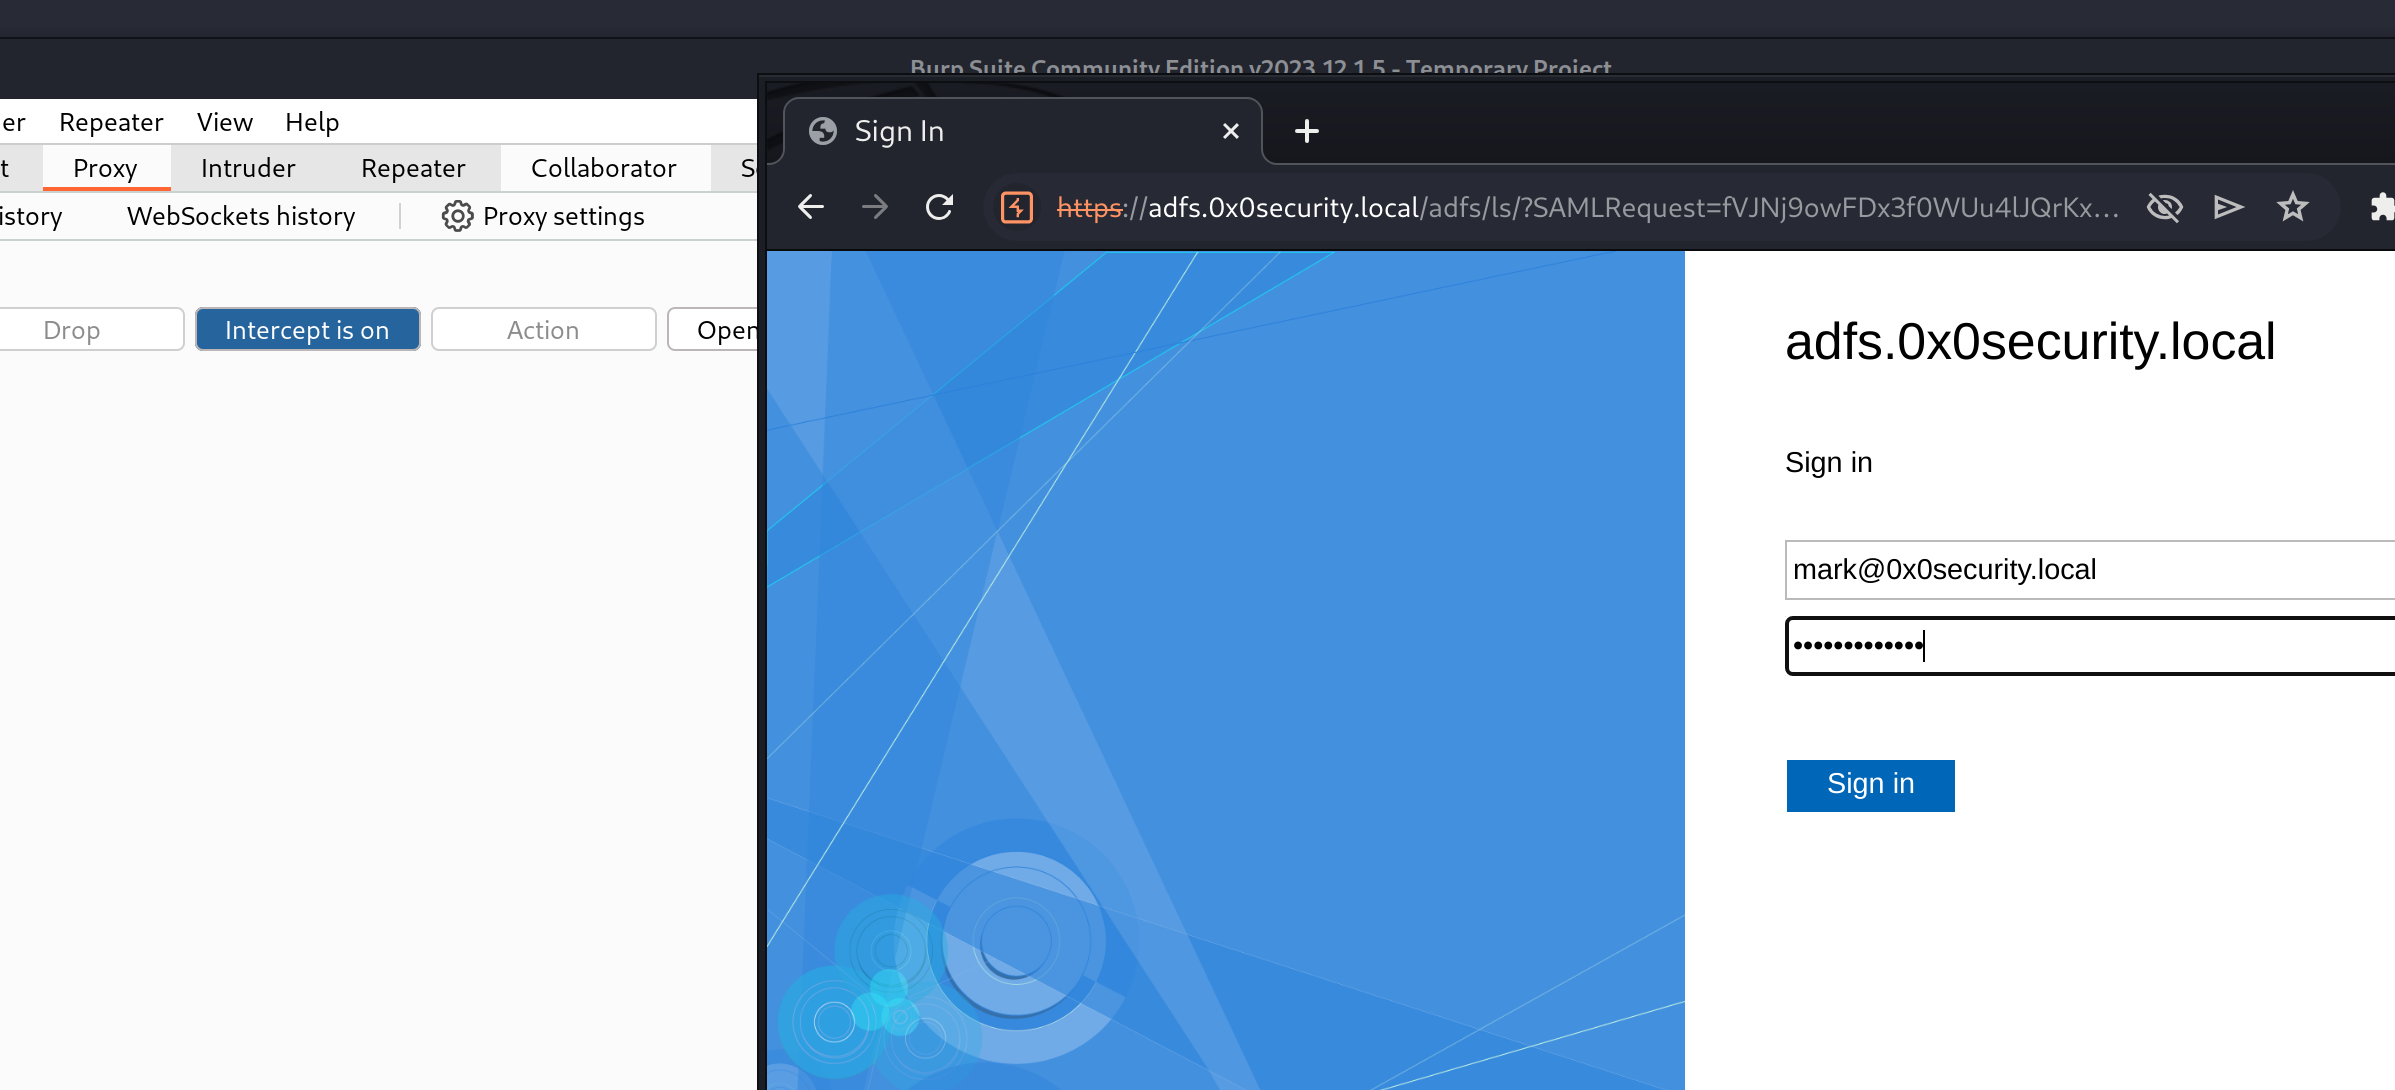 Burp Suite Community Edition v2023.12.1.5 - Temporary Project
er Repeater View Help
t Proxy Intruder Repeater Collaborator S
istory WebSockets history Proxy settings
Drop Intercept is on Action Open
Sign In
https://adfs.0x0security.local/adfs/ls/?SAMLRequest=fVJNj9owFDx3f0WUu4lJQrKx...
adfs.0x0security.local
Sign in
mark@0x0security.local
•••••••••••••
Sign in